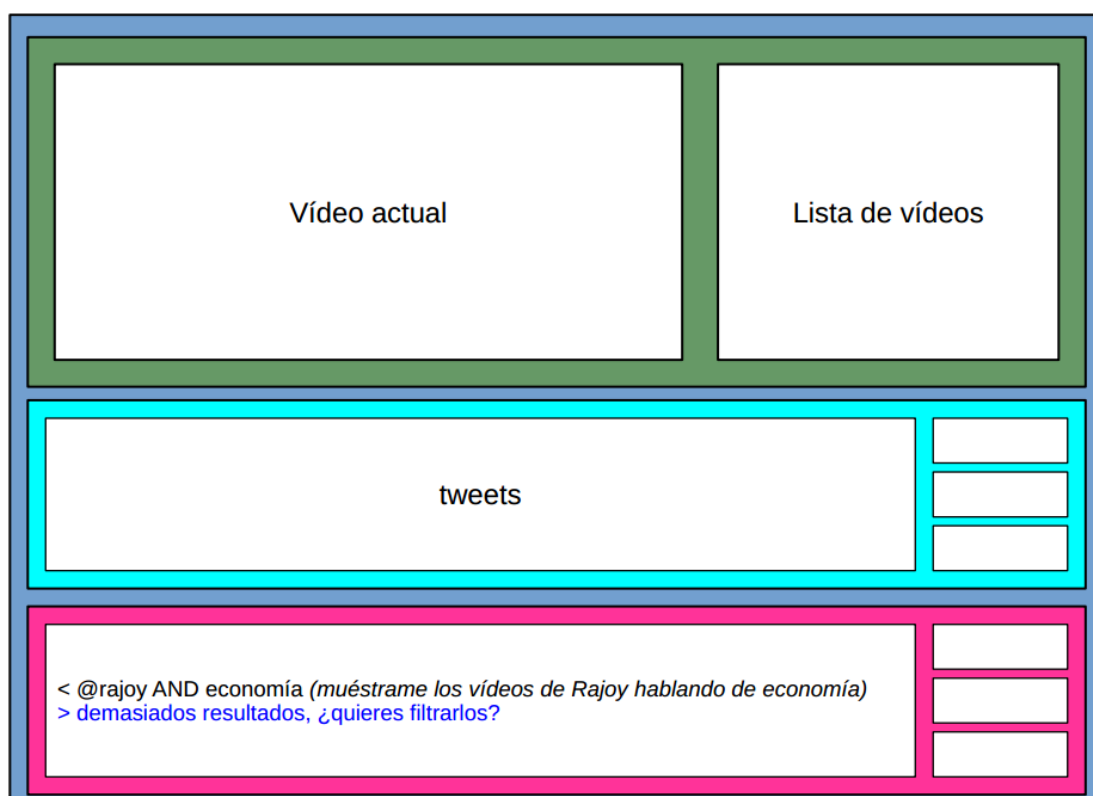 Vídeo actual
Lista de vídeos
tweets
< @rajoy AND economía (muéstrame los vídeos de Rajoy hablando de economía)
> demasiados resultados, ¿quieres filtrarlos?